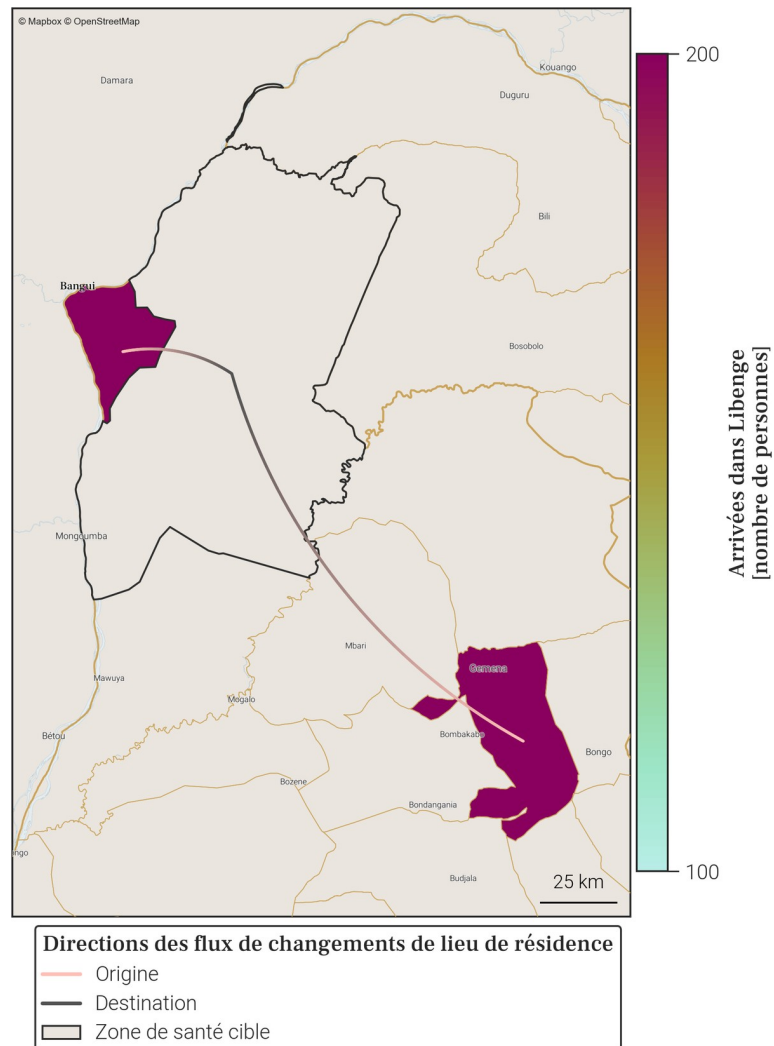 © Mapbox © OpenStreetMap
Kouango
Damara
Duguru
Bili
Bangui
Bosobolo
Mongoumba
Mbari
Gemena
Mawuya
Mogalo
Bétou
Bombakabo
Bongo
Bozene
Bondangania
ngo
Budjala
25 km
200
100
Arrivées dans Libenge
[nombre de personnes]
Directions des flux de changements de lieu de résidence
Origine
Destination
Zone de santé cible